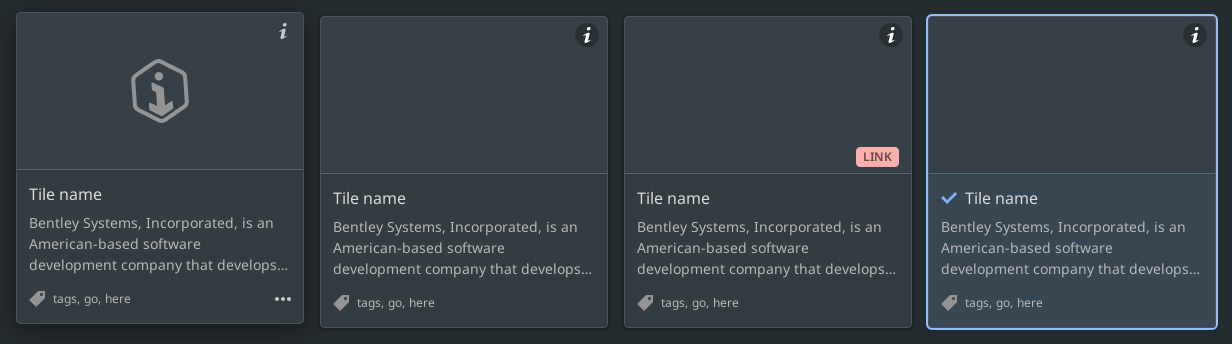 Tile name
Bentley Systems, Incorporated, is an
American-based software
development company that develops...
tags, go, here
Tile name
Bentley Systems, Incorporated, is an
American-based software
development company that develops...
tags, go, here
LINK
Tile name
Bentley Systems, Incorporated, is an
American-based software
development company that develops...
tags, go, here
Tile name
Bentley Systems, Incorporated, is an
American-based software
development company that develops...
tags, go, here